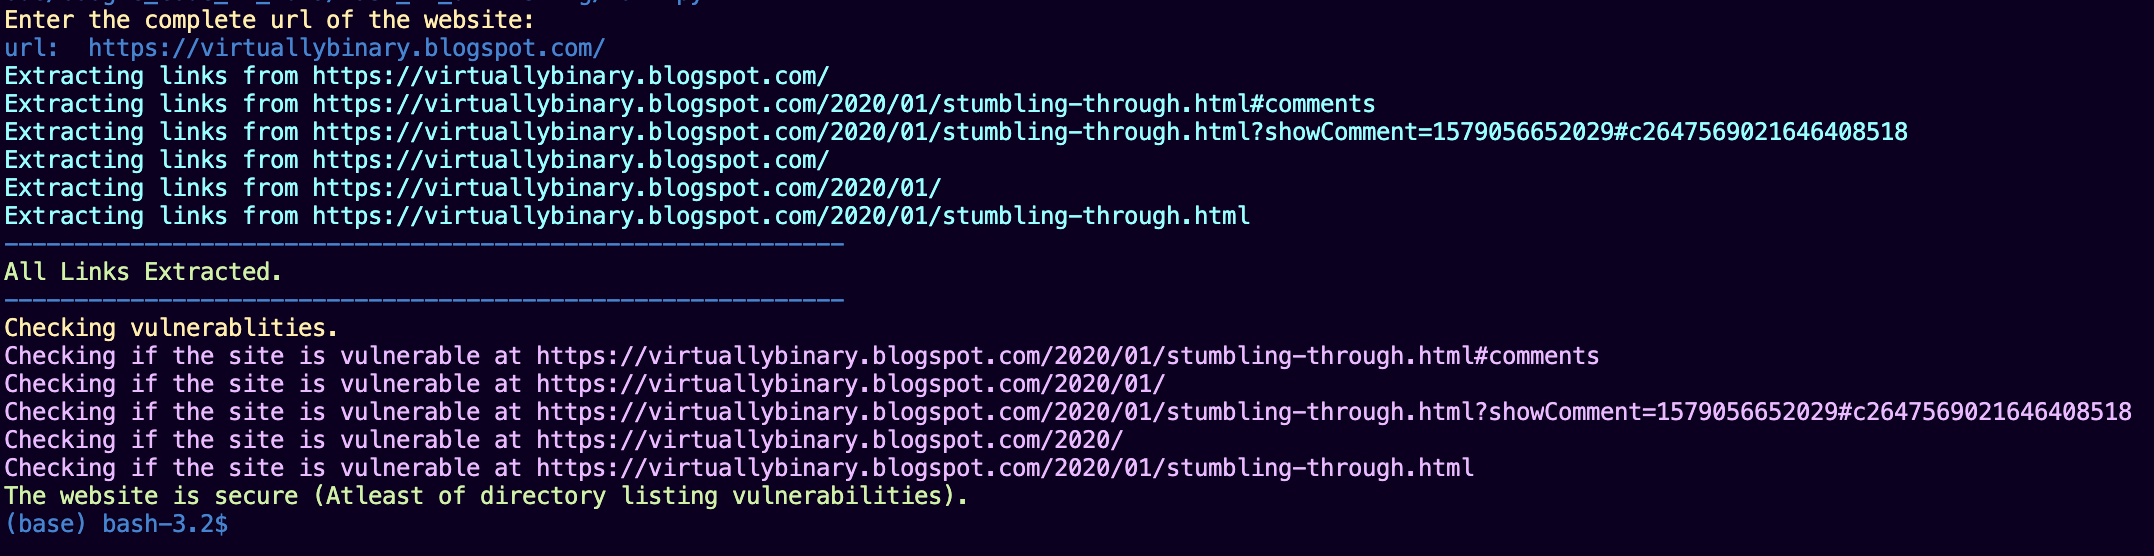 Enter the complete url of the website:
url:  https://virtuallybinary.blogspot.com/
Extracting links from https://virtuallybinary.blogspot.com/
Extracting links from https://virtuallybinary.blogspot.com/2020/01/stumbling-through.html#comments
Extracting links from https://virtuallybinary.blogspot.com/2020/01/stumbling-through.html?showComment=1579056652029#c2647569021646408518
Extracting links from https://virtuallybinary.blogspot.com/
Extracting links from https://virtuallybinary.blogspot.com/2020/01/
Extracting links from https://virtuallybinary.blogspot.com/2020/01/stumbling-through.html
------------------------------------------------------------
All Links Extracted.
------------------------------------------------------------
Checking vulnerablities.
Checking if the site is vulnerable at https://virtuallybinary.blogspot.com/2020/01/stumbling-through.html#comments
Checking if the site is vulnerable at https://virtuallybinary.blogspot.com/2020/01/
Checking if the site is vulnerable at https://virtuallybinary.blogspot.com/2020/01/stumbling-through.html?showComment=1579056652029#c2647569021646408518
Checking if the site is vulnerable at https://virtuallybinary.blogspot.com/2020/
Checking if the site is vulnerable at https://virtuallybinary.blogspot.com/2020/01/stumbling-through.html
The website is secure (Atleast of directory listing vulnerabilities).
(base) bash-3.2$